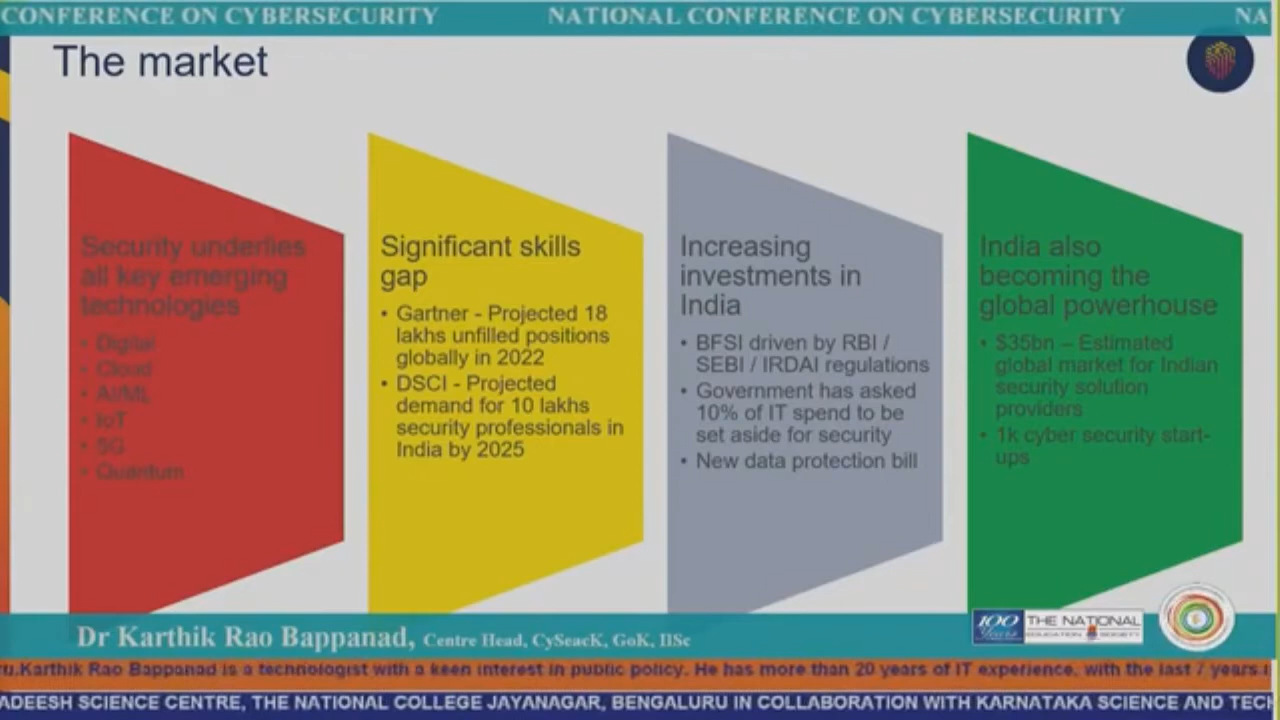 CONFERENCE ON CYBERSECURITY NATIONAL CONFERENCE ON CYBERSECURITY NA
The market
Security underlies
all key emerging
technologies
• Digital
• Cloud
• AI/ML
• IoT
• 5G
• Quantum
Significant skills
gap
• Gartner - Projected 18
lakhs unfilled positions
globally in 2022
• DSCI - Projected
demand for 10 lakhs
security professionals in
India by 2025
Increasing
investments in
India
• BFSI driven by RBI /
SEBI / IRDAI regulations
• Government has asked
10% of IT spend to be
set aside for security
• New data protection bill
India also
becoming the
global powerhouse
• $35bn – Estimated
global market for Indian
security solution
providers
• 1k cyber security start-
ups
Dr Karthik Rao Bappanad, Centre Head, CySeacK, GoK, IISc
100
Years
THE NATIONAL
EDUCATION SOCIETY
ru.Karthik Rao Bappanad is a technologist with a keen interest in public policy. He has more than 20 years of IT experience, with the last 7 years.
ADEESH SCIENCE CENTRE, THE NATIONAL COLLEGE JAYANAGAR, BENGALURU IN COLLABORATION WITH KARNATAKA SCIENCE AND TECH